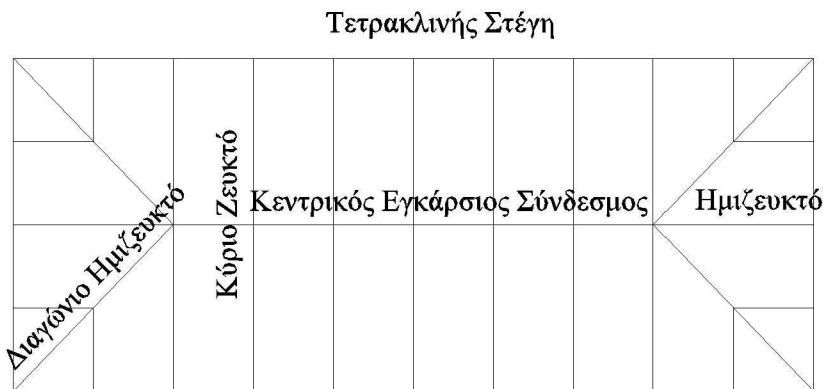 Τετρακλινής Στέγη
Διαγώνιο Ημιζευκτό
Κύριο Ζευκτό
Κεντρικός Εγκάρσιος Σύνδεσμος
Ημιζευκτό